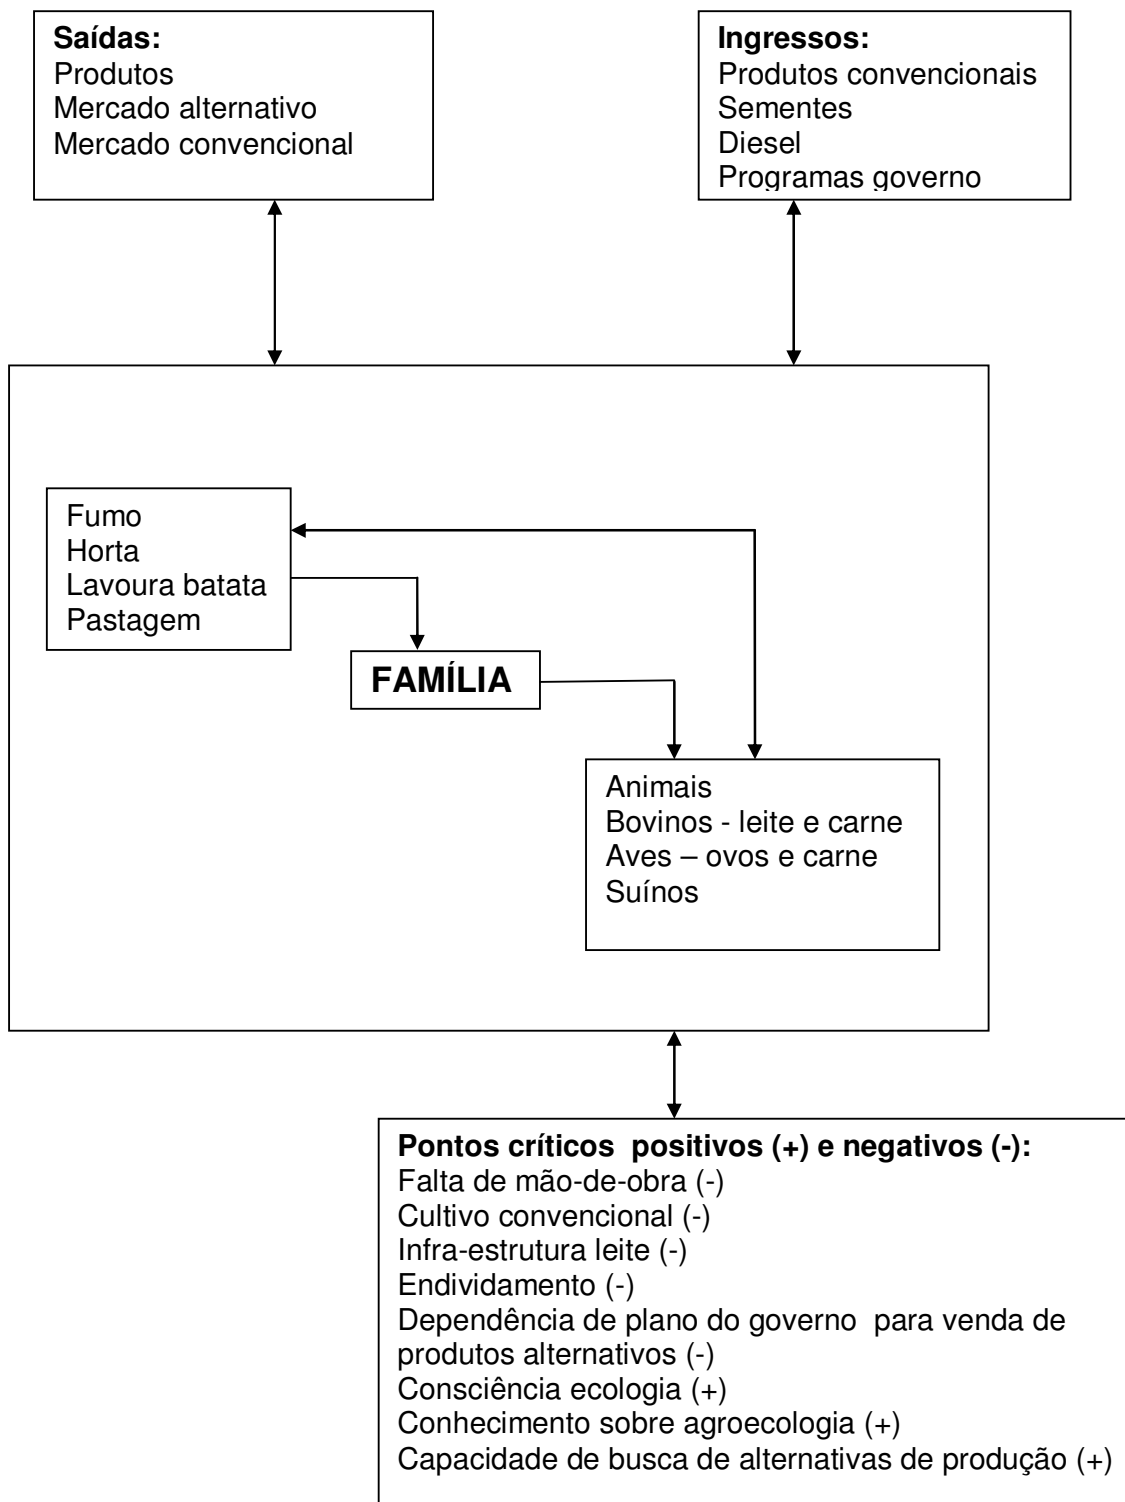 Saídas:
Produtos
Mercado alternativo
Mercado convencional
Ingressos:
Produtos convencionais
Sementes
Diesel
Programas governo
Fumo
Horta
Lavoura batata
Pastagem
FAMÍLIA
Animais
Bovinos - leite e carne
Aves – ovos e carne
Suínos
Pontos críticos  positivos (+) e negativos (-):
Falta de mão-de-obra (-)
Cultivo convencional (-)
Infra-estrutura leite (-)
Endividamento (-)
Dependência de plano do governo  para venda de
produtos alternativos (-)
Consciência ecologia (+)
Conhecimento sobre agroecologia (+)
Capacidade de busca de alternativas de produção (+)